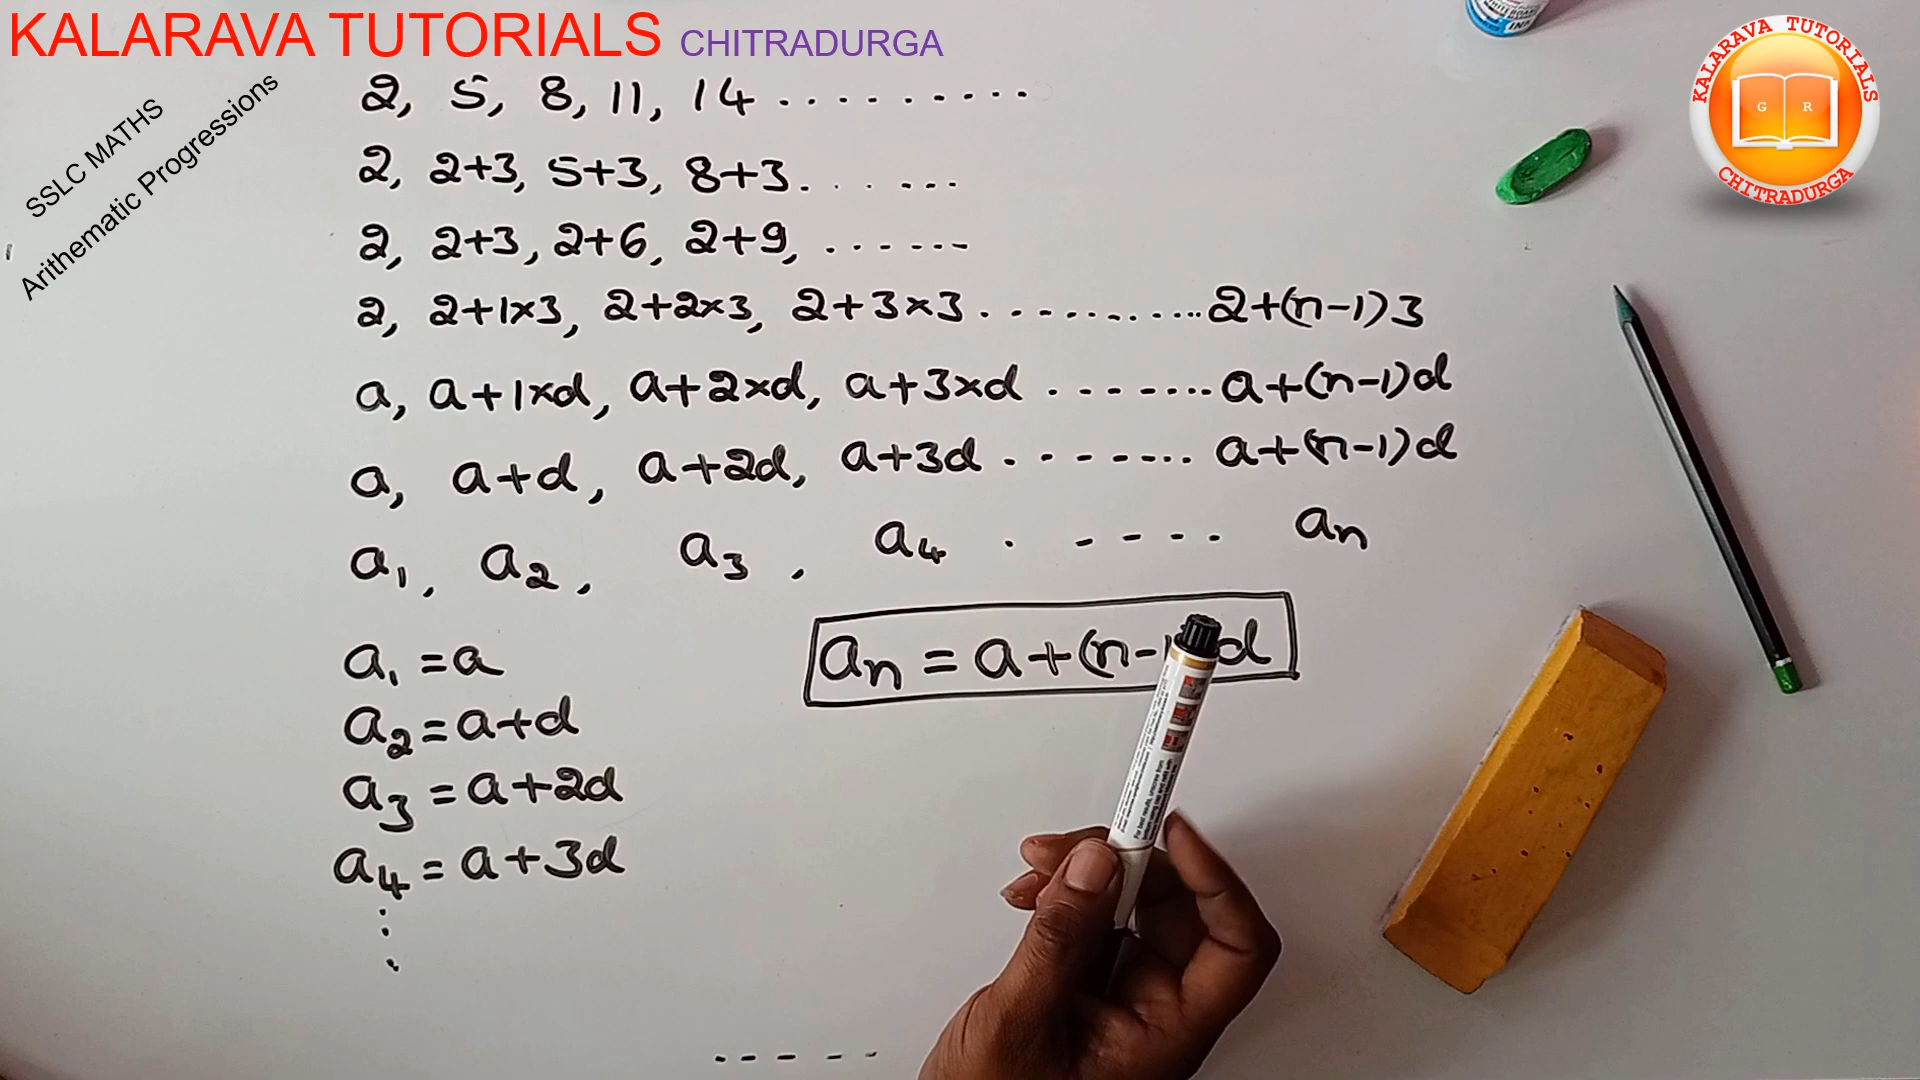 KALARAVA TUTORIALS CHITRADURGA
SSLC MATHS
Arithematic Progressions
KALARAVA TUTORIALS
G R
CHITRADURGA
2, 5, 8, 11, 14 ..........
2, 2+3, 5+3, 8+3......
2, 2+3, 2+6, 2+9, ......
2, 2+1×3, 2+2×3, 2+3×3 ........... 2+(n-1)3
a, a+1×d, a+2×d, a+3×d ....... a+(n-1)d
a, a+d, a+2d, a+3d ....... a+(n-1)d
a₁, a₂, a₃, a₄ . ---- aₙ
a₁ = a
aₙ = a+(n-1 d
a₂ = a+d
a₃ = a+2d
a₄ = a+3d